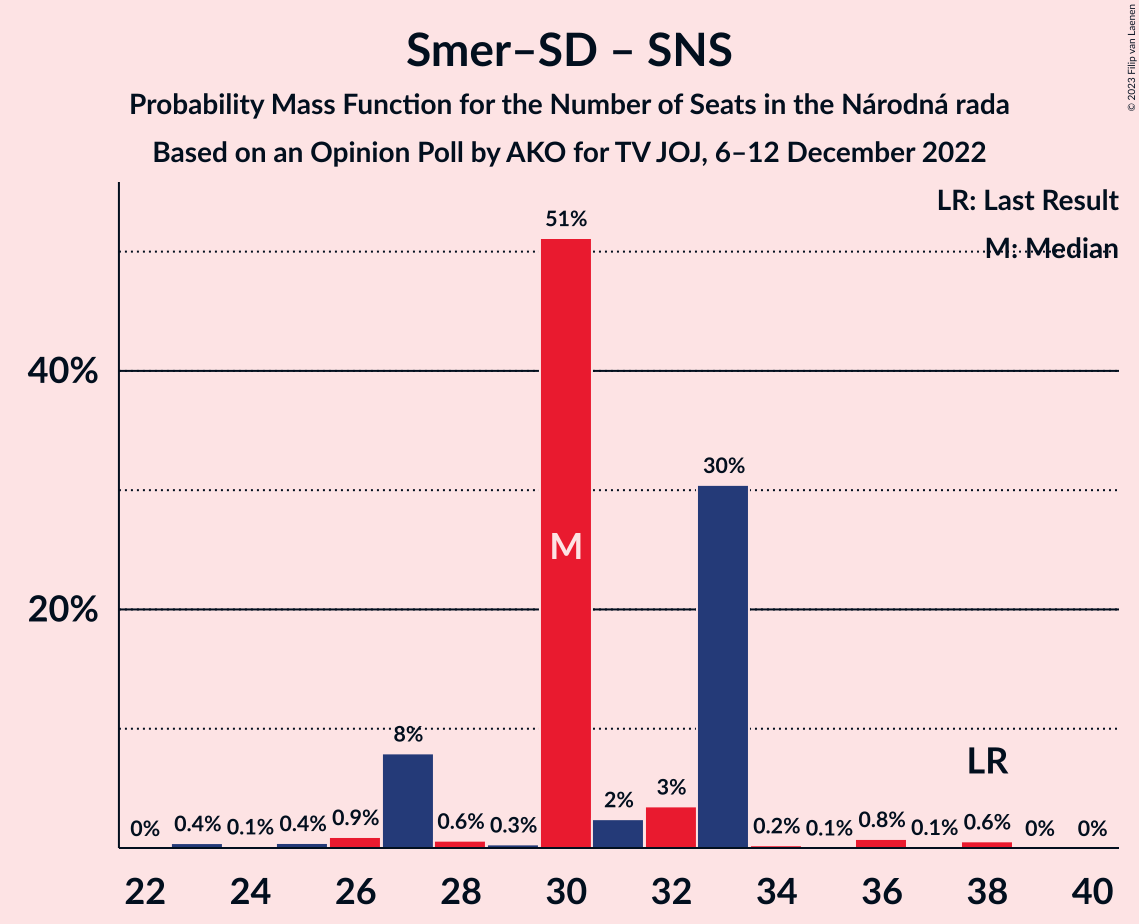 Smer–SD – SNS
Probability Mass Function for the Number of Seats in the Národná rada
Based on an Opinion Poll by AKO for TV JOJ, 6–12 December 2022
© 2023 Filip van Laenen
LR: Last Result
M: Median
40%
20%
0%
0.4%
0.1%
0.4%
0.9%
8%
0.6%
0.3%
51%
M
2%
3%
30%
0.2%
0.1%
0.8%
0.1%
LR
0.6%
0%
0%
22 24 26 28 30 32 34 36 38 40